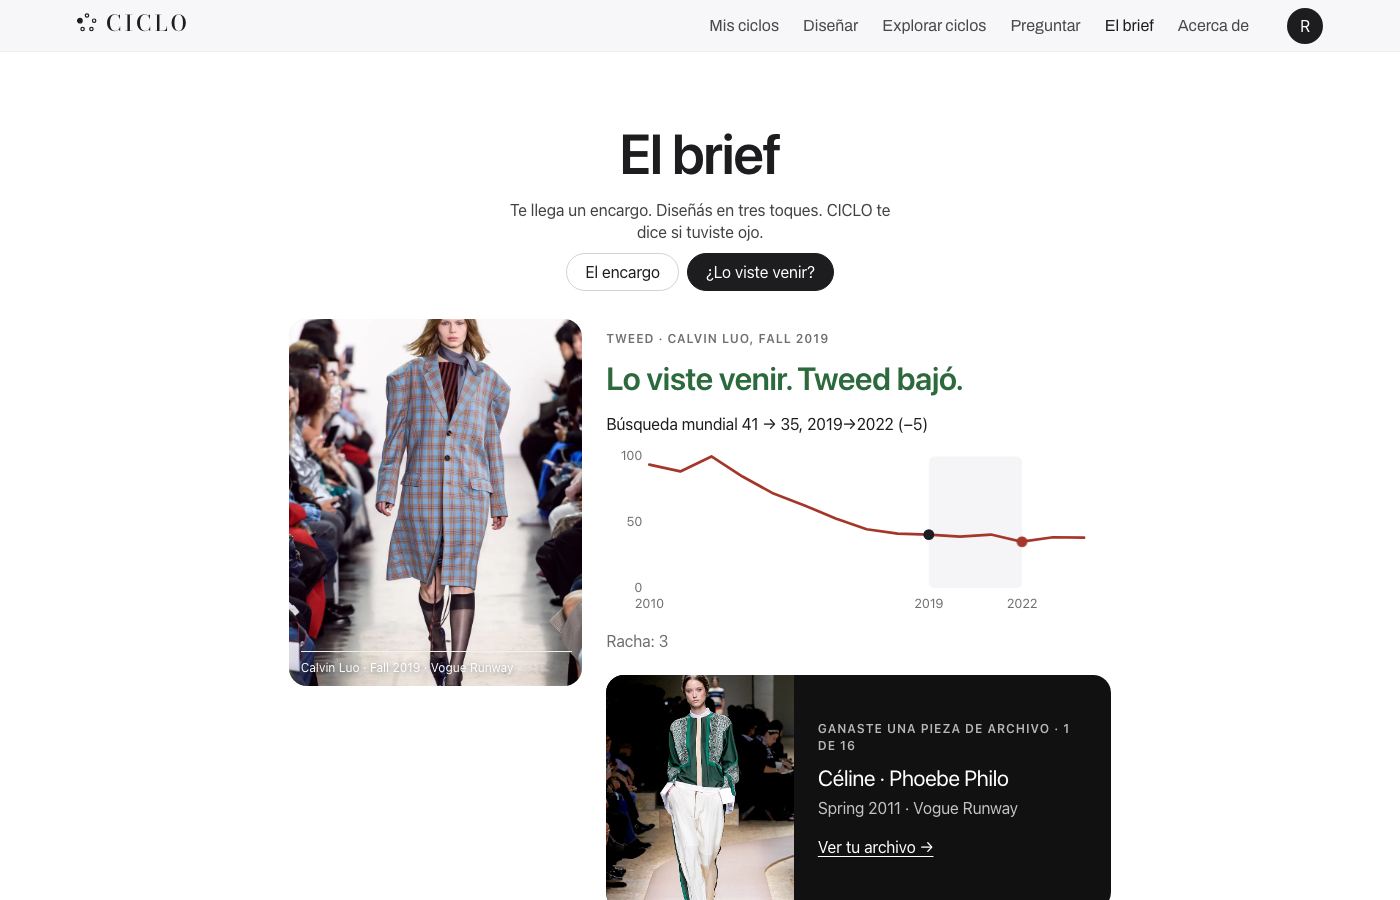 CICLO
Mis ciclos
Diseñar
Explorar ciclos
Preguntar
El brief
Acerca de
R
El brief
Te llega un encargo. Diseñás en tres toques. CICLO te
dice si tuviste ojo.
El encargo
¿Lo viste venir?
Calvin Luo · Fall 2019 · Vogue Runway
TWEED · CALVIN LUO, FALL 2019
Lo viste venir. Tweed bajó.
Búsqueda mundial 41 → 35, 2019→2022 (−5)
100
50
0
2010
2019
2022
Racha: 3
GANASTE UNA PIEZA DE ARCHIVO · 1
DE 16
Céline · Phoebe Philo
Spring 2011 · Vogue Runway
Ver tu archivo →